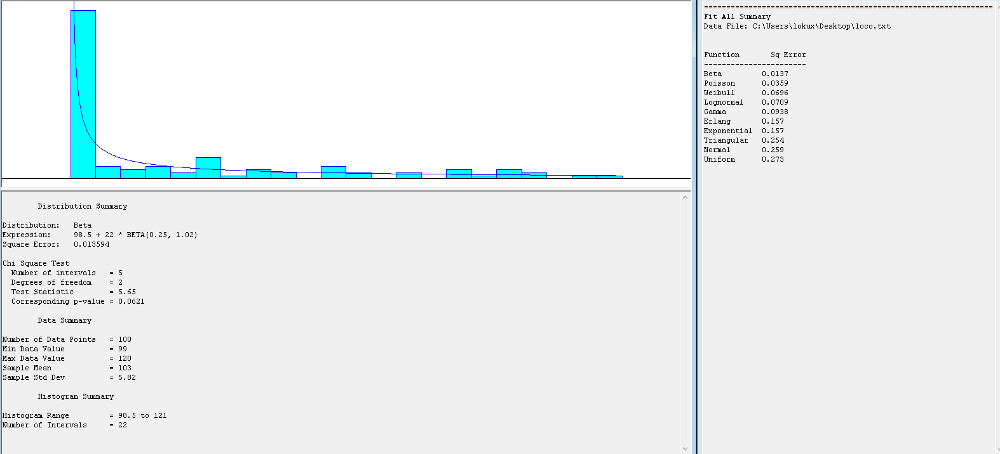 Distribution Summary
Distribution: Beta
Expression: 98.5 + 22 * BETA(0.25, 1.02)
Square Error: 0.013594
Chi Square Test
Number of intervals = 5
Degrees of freedom = 2
Test Statistic = 5.65
Corresponding p-value = 0.0621
Data Summary
Number of Data Points = 100
Min Data Value = 99
Max Data Value = 120
Sample Mean = 103
Sample Std Dev = 5.82
Histogram Summary
Histogram Range = 98.5 to 121
Number of Intervals = 22
Fit All Summary
Data File: C:\Users\lokux\Desktop\loco.txt
Function Sq Error
-----------------------
Beta 0.0137
Poisson 0.0359
Weibull 0.0696
Lognormal 0.0709
Gamma 0.0938
Erlang 0.157
Exponential 0.157
Triangular 0.254
Normal 0.259
Uniform 0.273